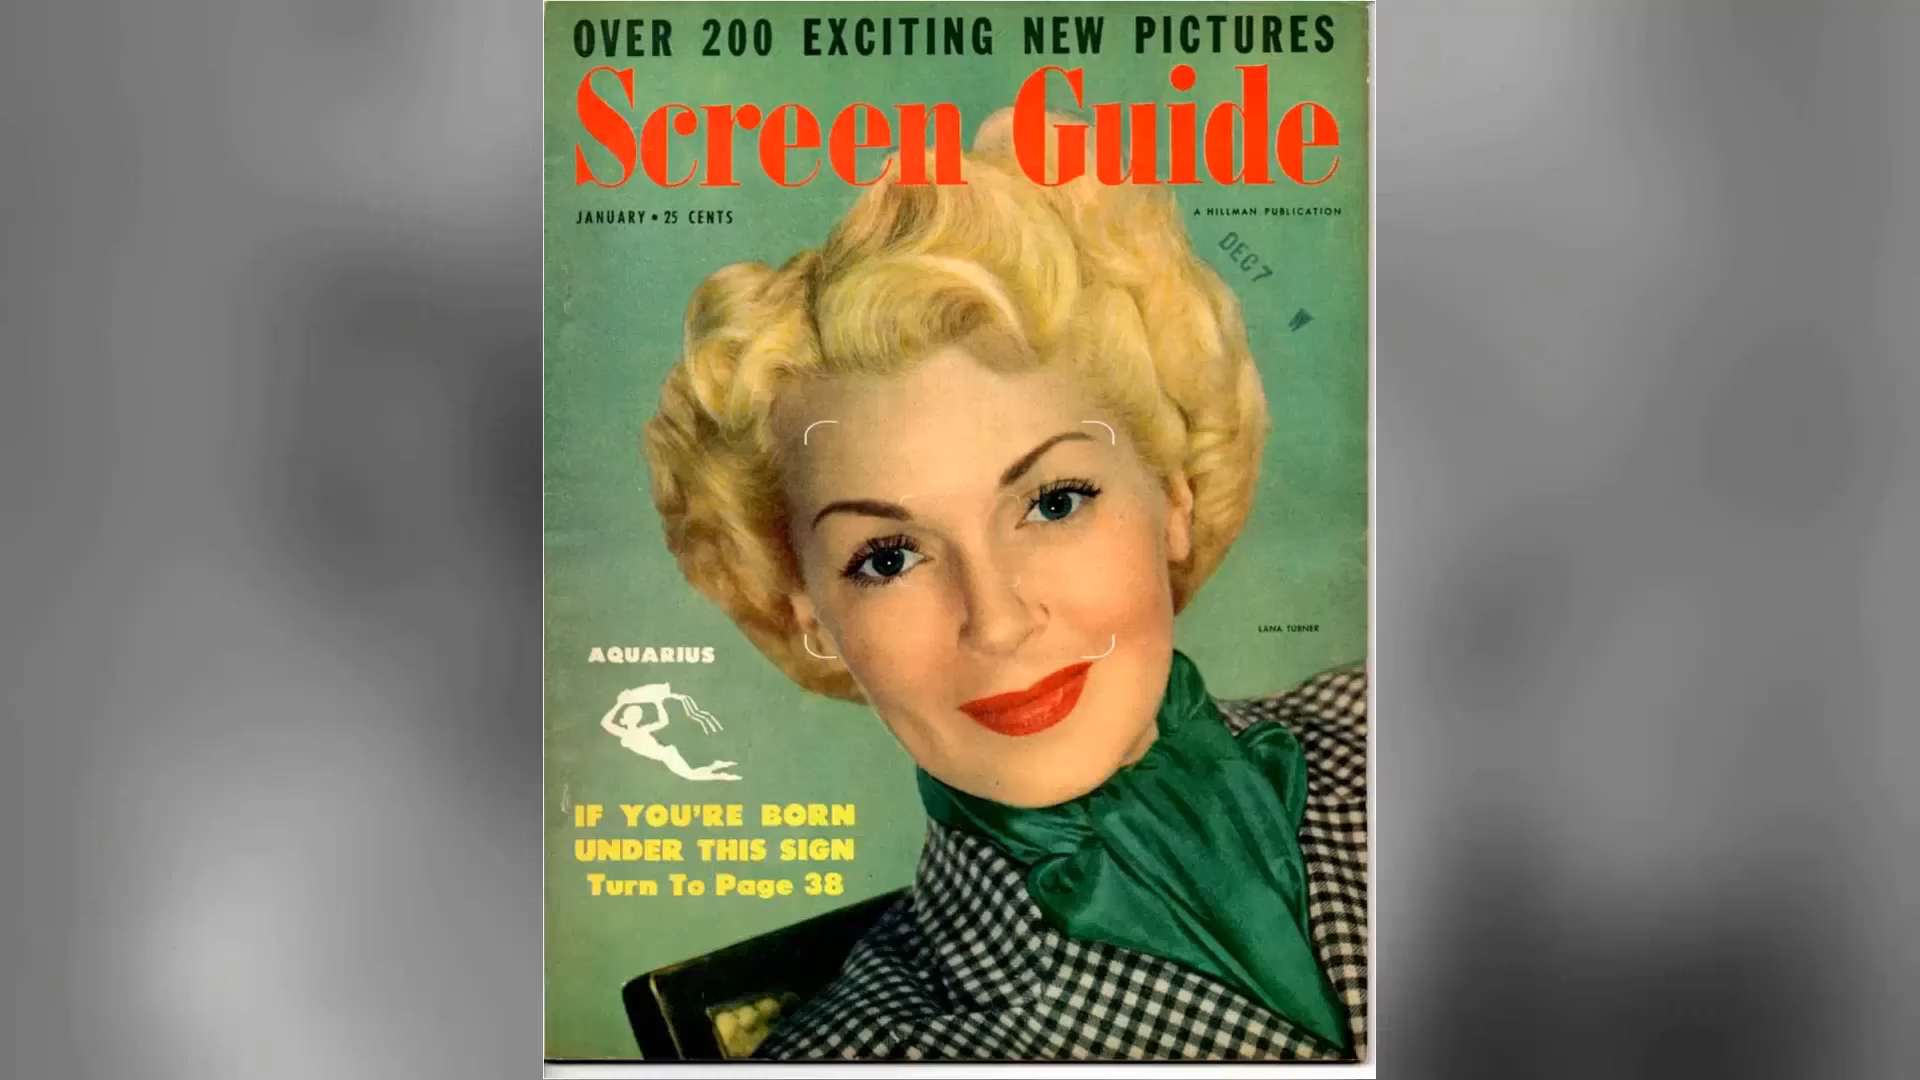 OVER 200 EXCITING NEW PICTURES
Screen Guide
JANUARY • 25 CENTS
A HILLMAN PUBLICATION
DEC 7
W
LANA TURNER
AQUARIUS
IF YOU'RE BORN
UNDER THIS SIGN
Turn To Page 38